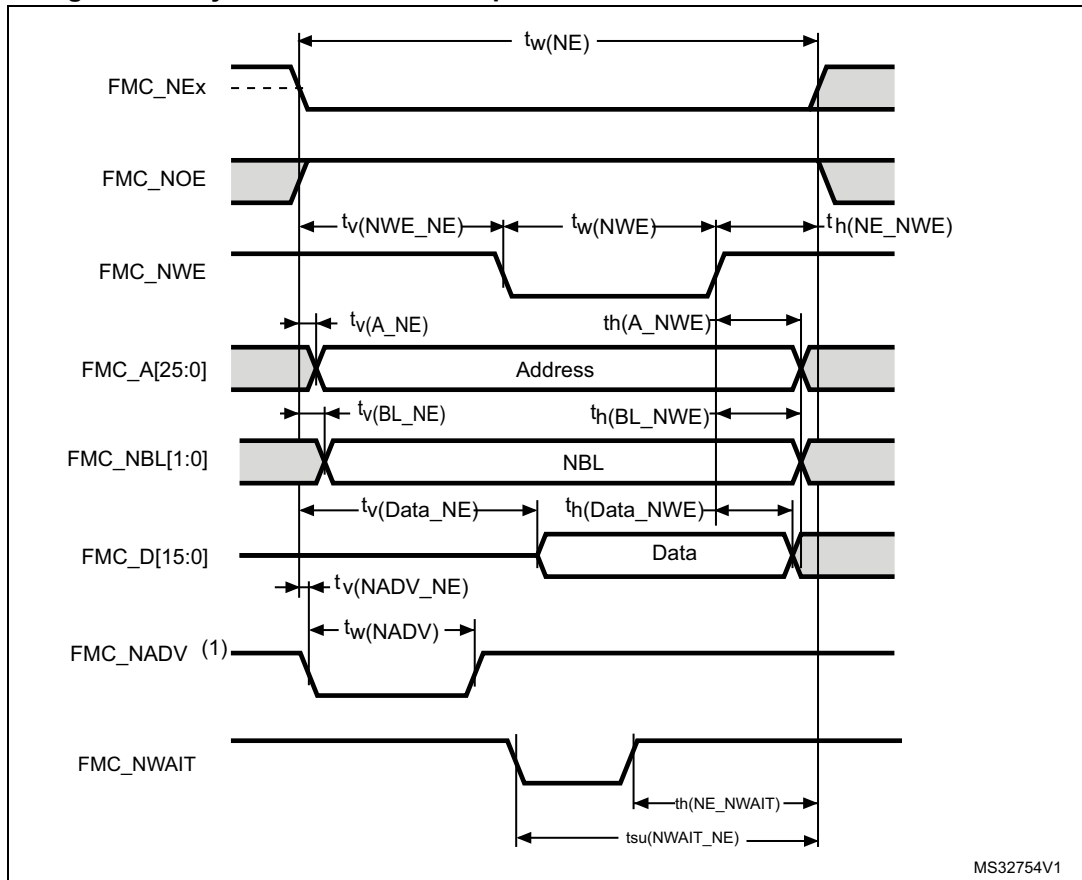 tw(NE)
FMC_NEx
FMC_NOE
tv(NWE_NE)
tw(NWE)
th(NE_NWE)
FMC_NWE
tv(A_NE)
th(A_NWE)
FMC_A[25:0]
Address
tv(BL_NE)
th(BL_NWE)
FMC_NBL[1:0]
NBL
tv(Data_NE)
th(Data_NWE)
FMC_D[15:0]
Data
tv(NADV_NE)
tw(NADV)
FMC_NADV (1)
FMC_NWAIT
th(NE_NWAIT)
tsu(NWAIT_NE)
MS32754V1